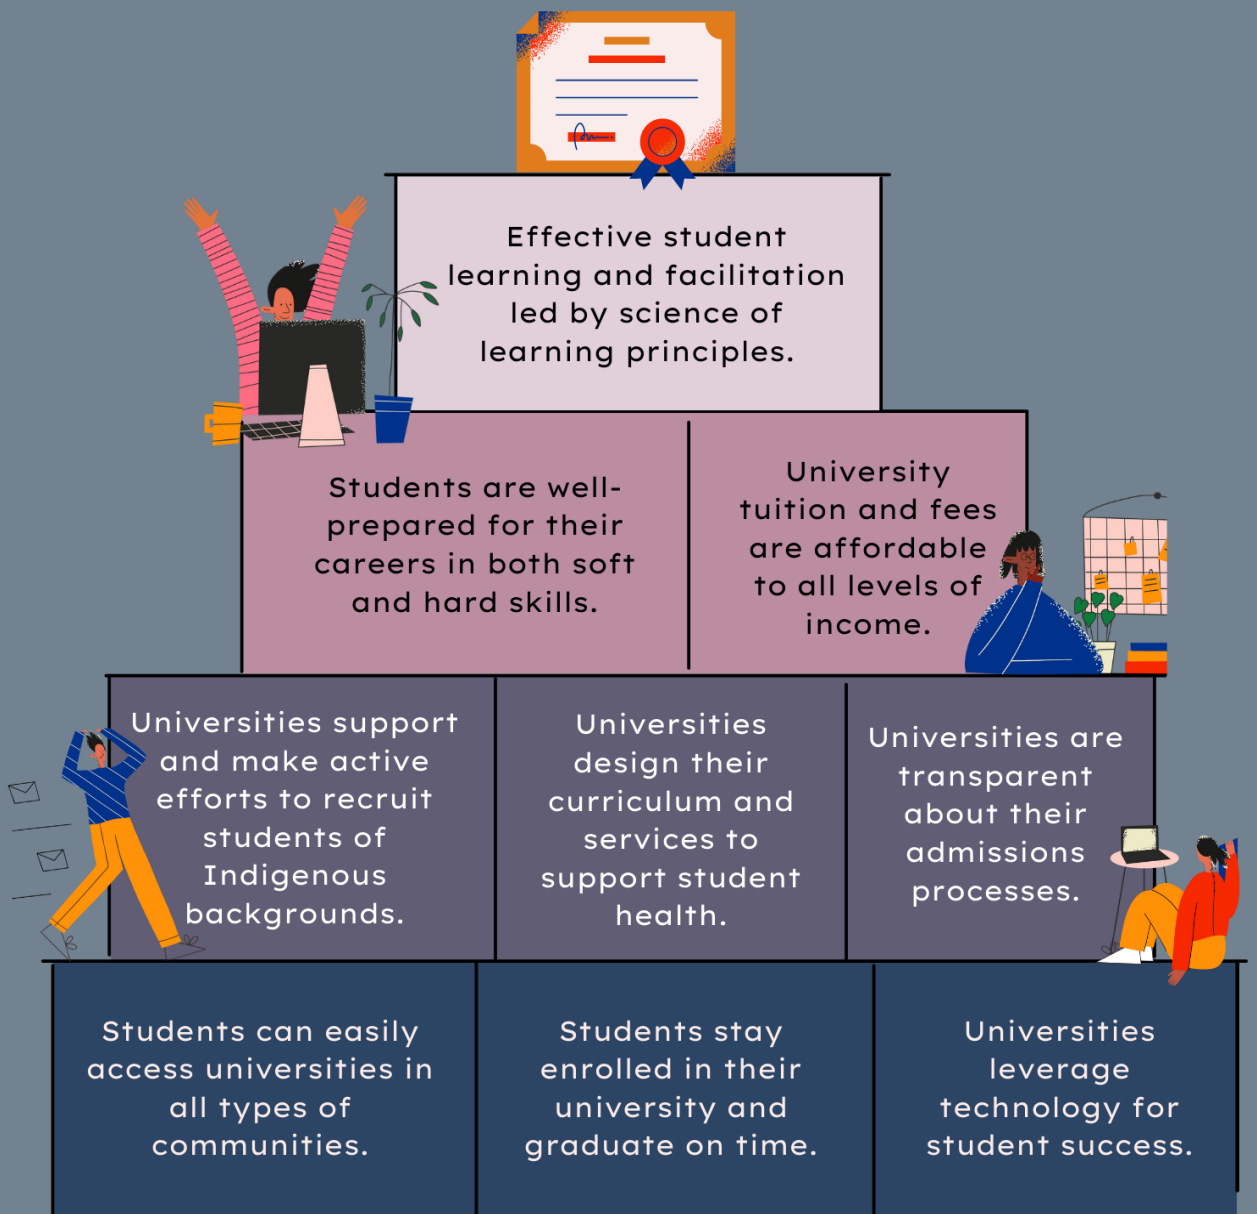 Effective student
learning and facilitation
led by science of
learning principles.
Students are well-
prepared for their
careers in both soft
and hard skills.
University
tuition and fees
are affordable
to all levels of
income.
Universities support
and make active
efforts to recruit
students of
Indigenous
backgrounds.
Universities
design their
curriculum and
services to
support student
health.
Universities are
transparent
about their
admissions
processes.
Students can easily
access universities in
all types of
communities.
Students stay
enrolled in their
university and
graduate on time.
Universities
leverage
technology for
student success.